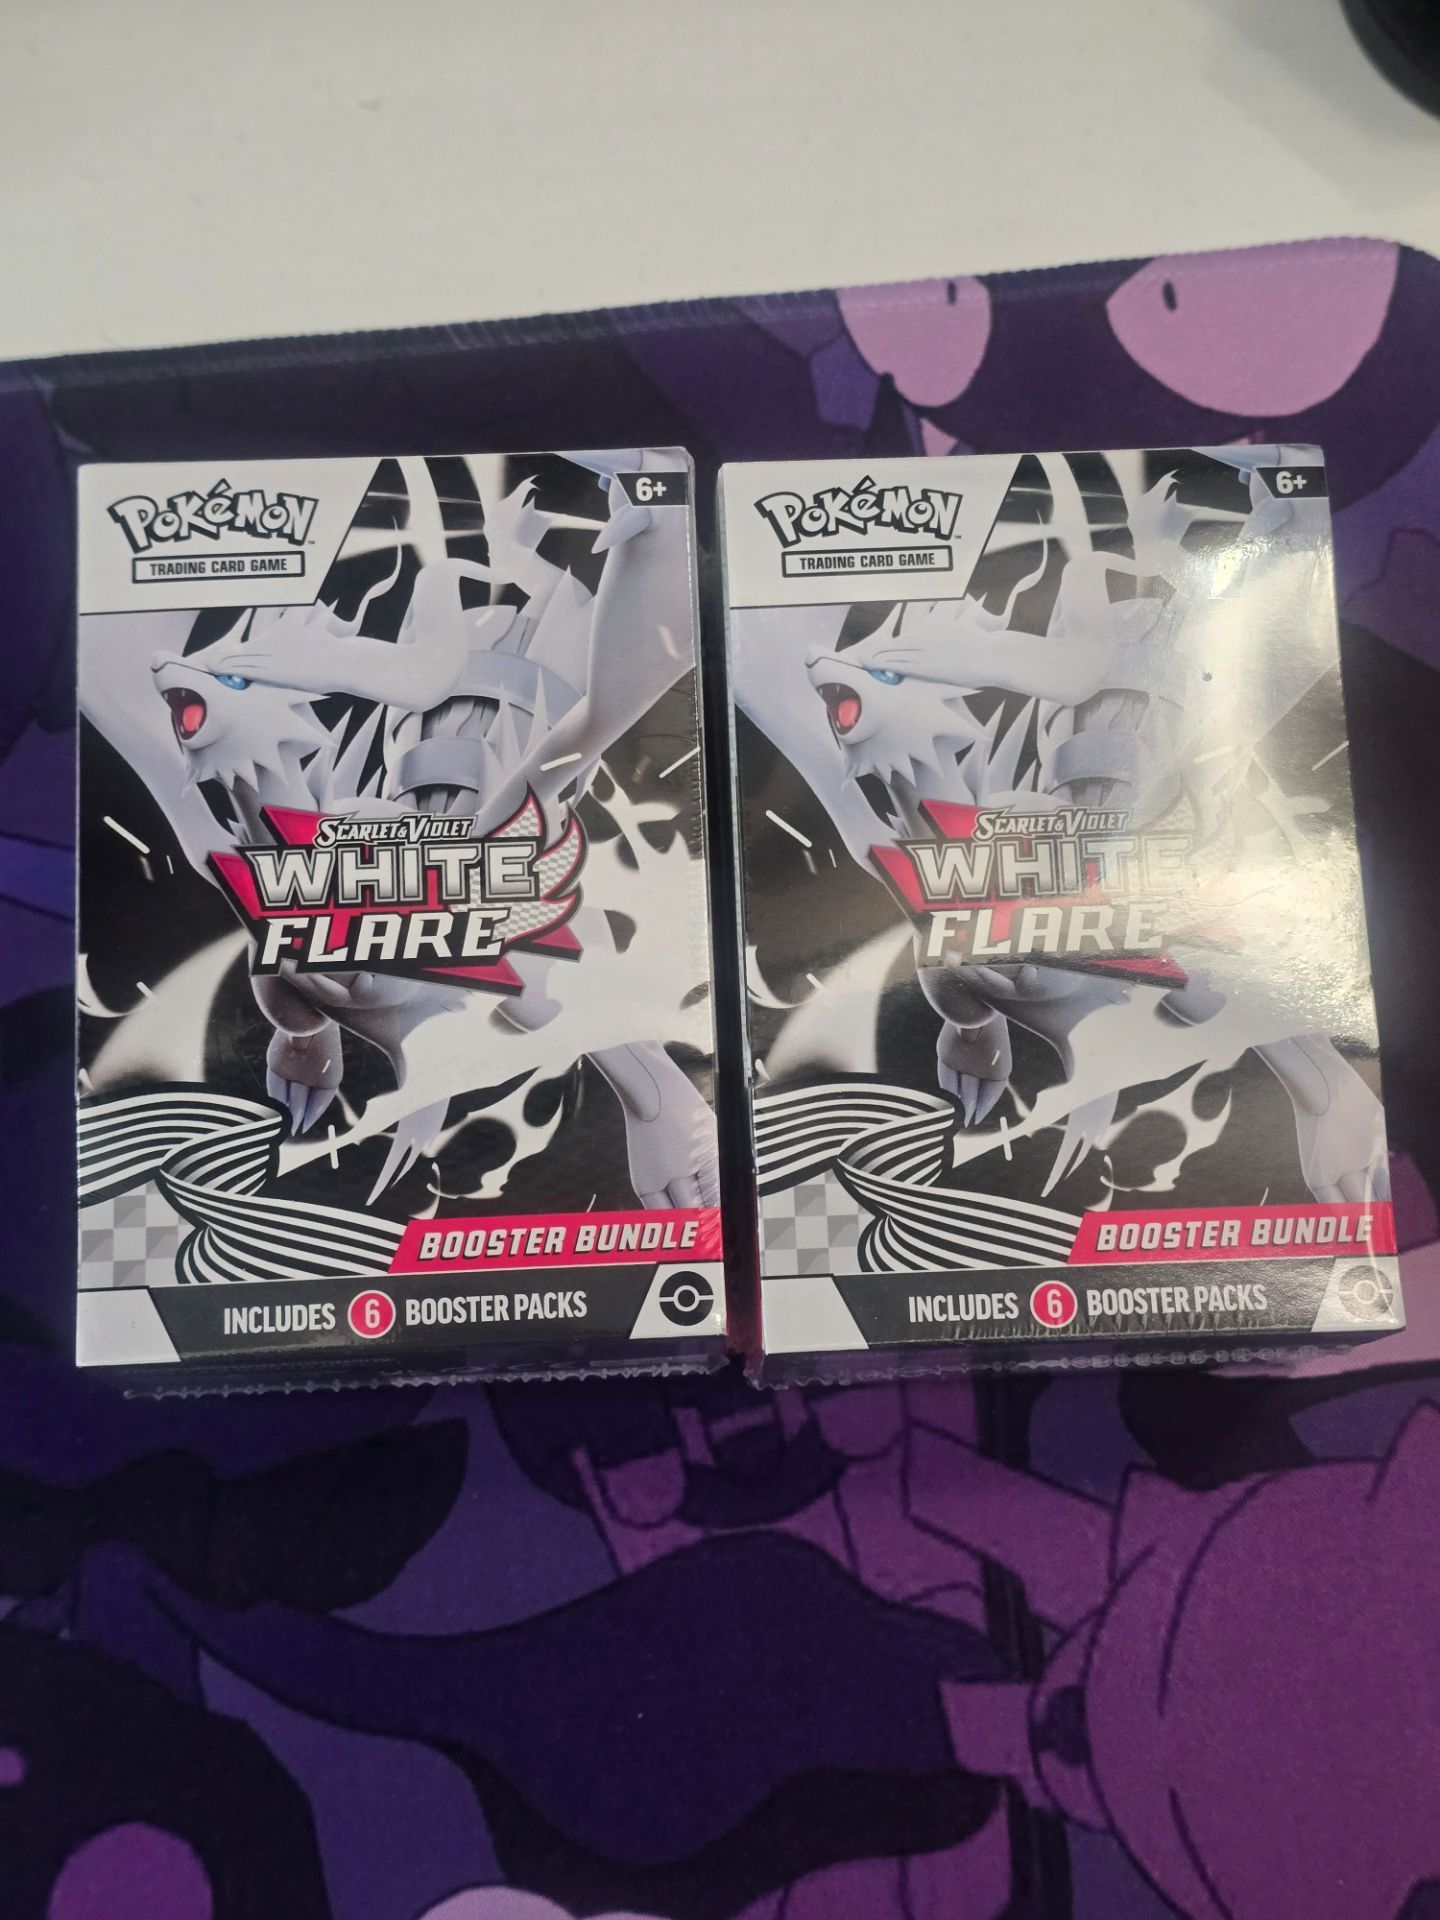 POKéMON
TRADING CARD GAME
6+
SCARLET & VIOLET
WHITE
FLARE
BOOSTER BUNDLE
INCLUDES 6 BOOSTER PACKS
POKéMON
TRADING CARD GAME
6+
SCARLET & VIOLET
WHITE
FLARE
BOOSTER BUNDLE
INCLUDES 6 BOOSTER PACKS